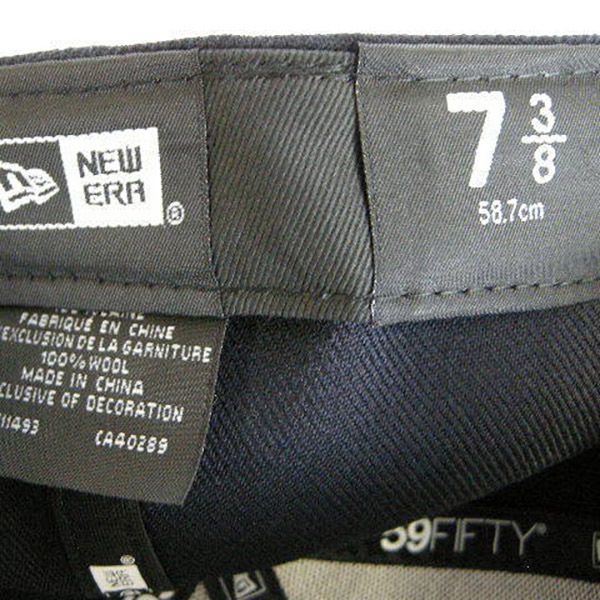 NEW
ERA
®
7 3/8
58.7cm
FABRIQUÉ EN CHINE
EXCLUSION DE LA GARNITURE
100% WOOL
MADE IN CHINA
CLUSIVE OF DECORATION
11493 CA40289
59FIFTY®